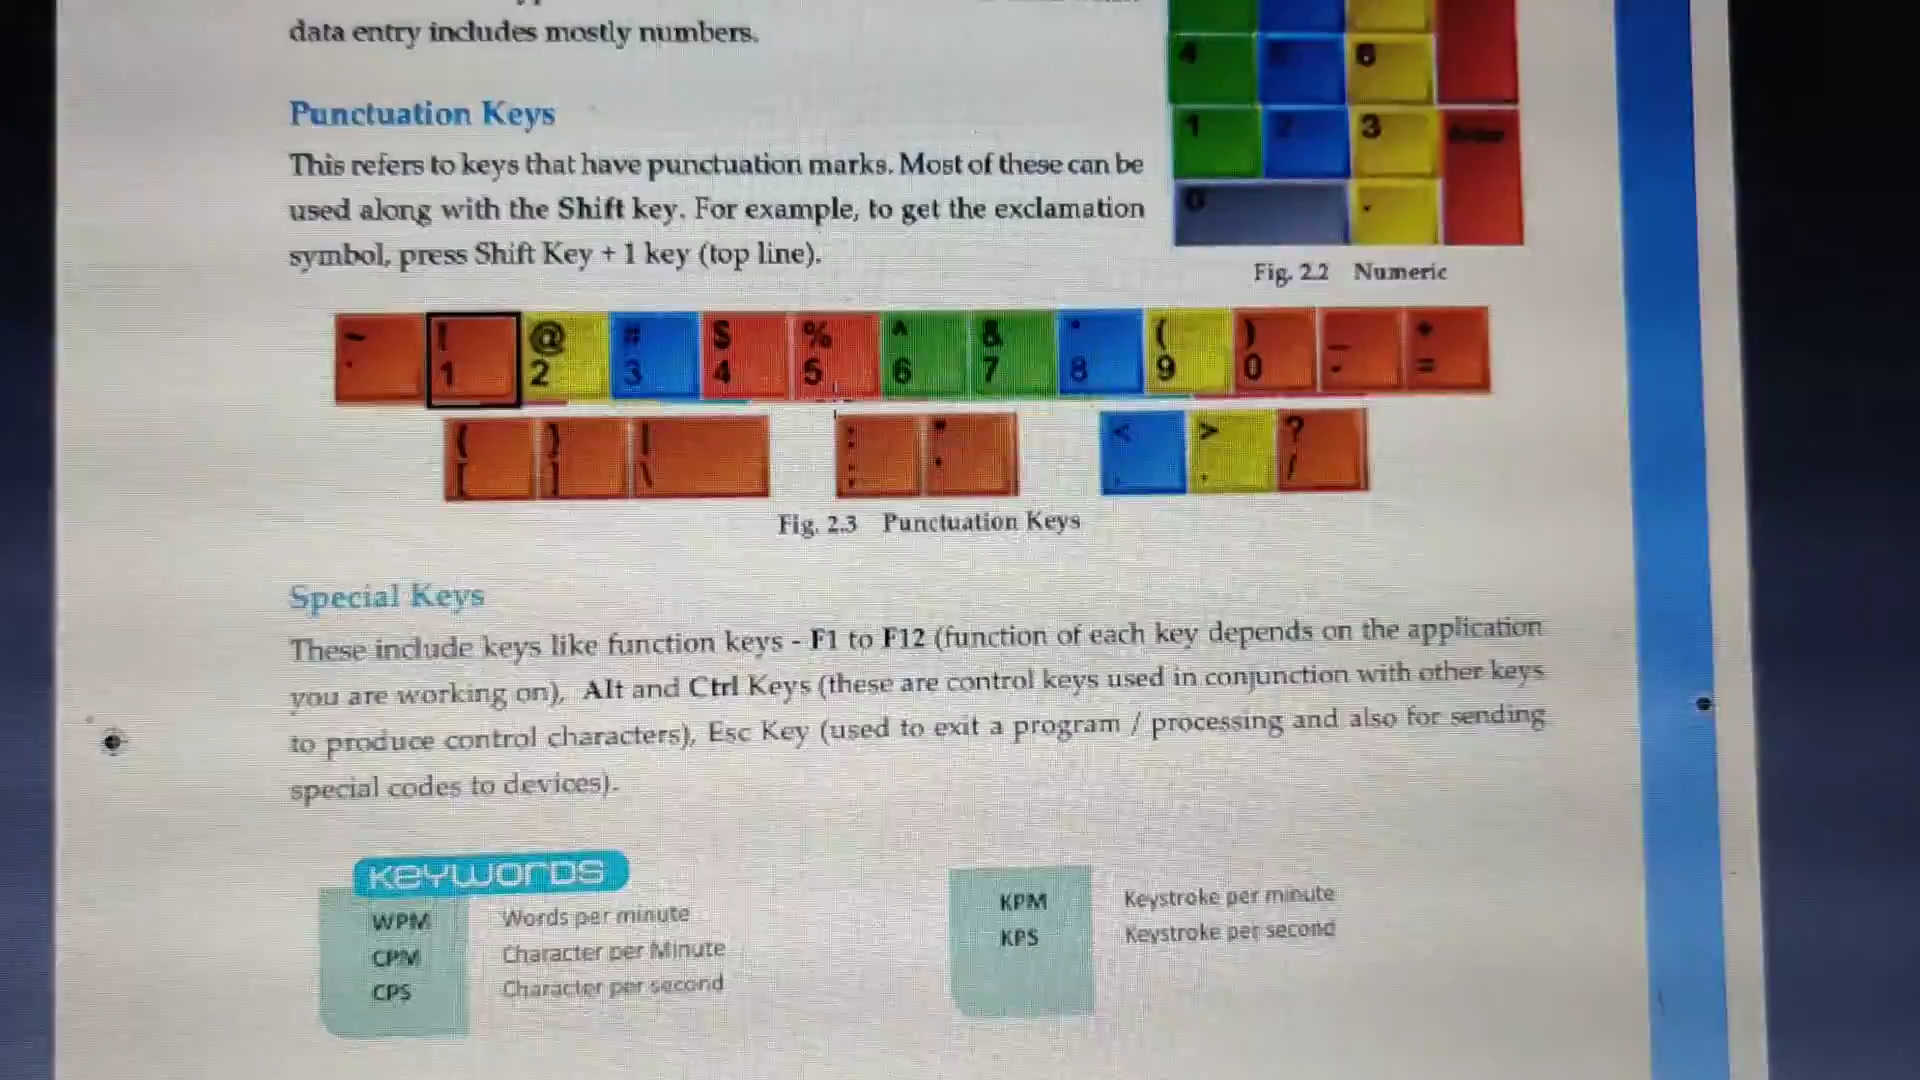 data entry includes mostly numbers.
Punctuation Keys
This refers to keys that have punctuation marks. Most of these can be
used along with the Shift key. For example, to get the exclamation
symbol, press Shift Key + 1 key (top line).
4 6
1 2 3 Enter
0 .
Fig. 2.2 Numeric
~ ! @ # $ % ^ & * ( ) _ +
` 1 2 3 4 5 6 7 8 9 0 - =
{ } | : " < > ?
[ ] \ ; ' , . /
Fig. 2.3 Punctuation Keys
Special Keys
These include keys like function keys - F1 to F12 (function of each key depends on the application
you are working on), Alt and Ctrl Keys (these are control keys used in conjunction with other keys
to produce control characters), Esc Key (used to exit a program / processing and also for sending
special codes to devices).
KEYWORDS
WPM Words per minute
CPM Character per Minute
CPS Character per second
KPM Keystroke per minute
KPS Keystroke per second